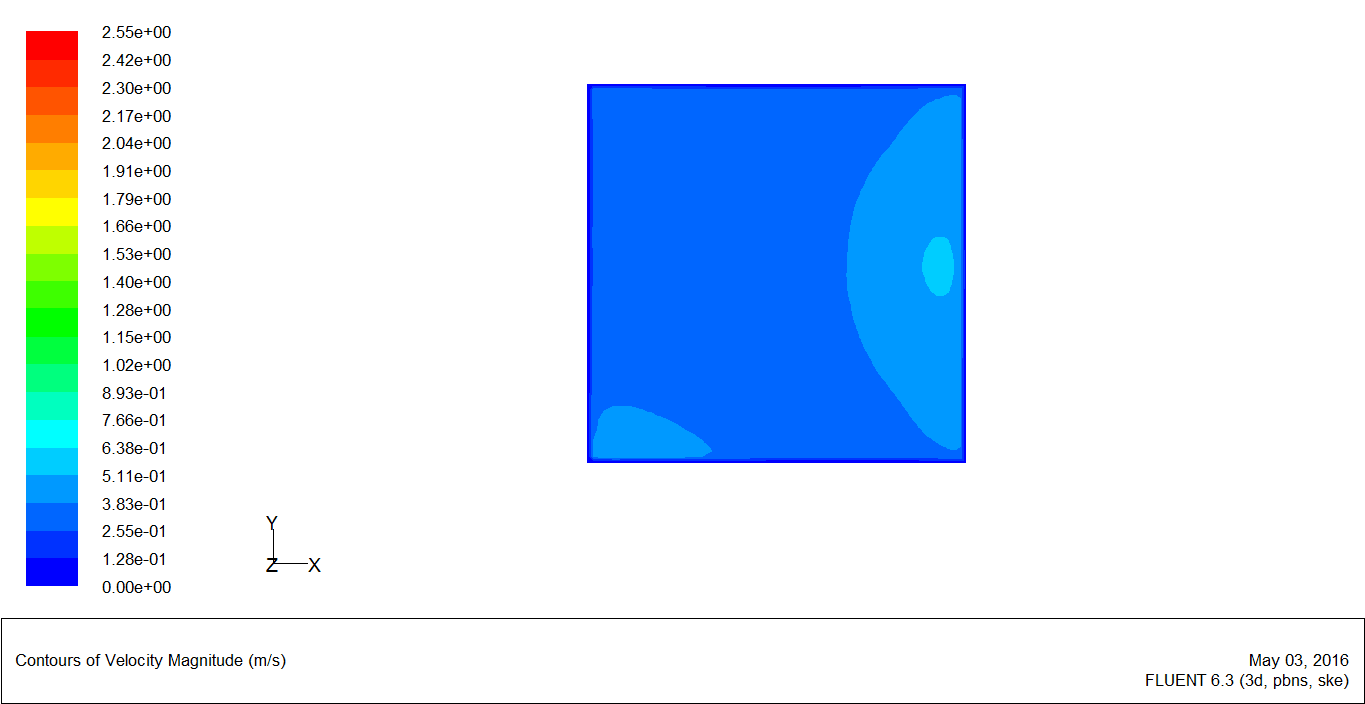 2.55e+00
2.42e+00
2.30e+00
2.17e+00
2.04e+00
1.91e+00
1.79e+00
1.66e+00
1.53e+00
1.40e+00
1.28e+00
1.15e+00
1.02e+00
8.93e-01
7.66e-01
6.38e-01
5.11e-01
3.83e-01
2.55e-01
1.28e-01
0.00e+00
Y
Z
X
Contours of Velocity Magnitude (m/s)
May 03, 2016
FLUENT 6.3 (3d, pbns, ske)